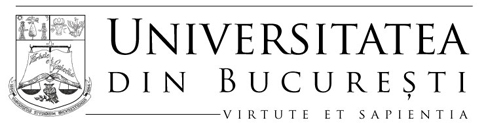 UNIVERSITATEA
DIN BUCUREȘTI
VIRTUTE ET SAPIENTIA